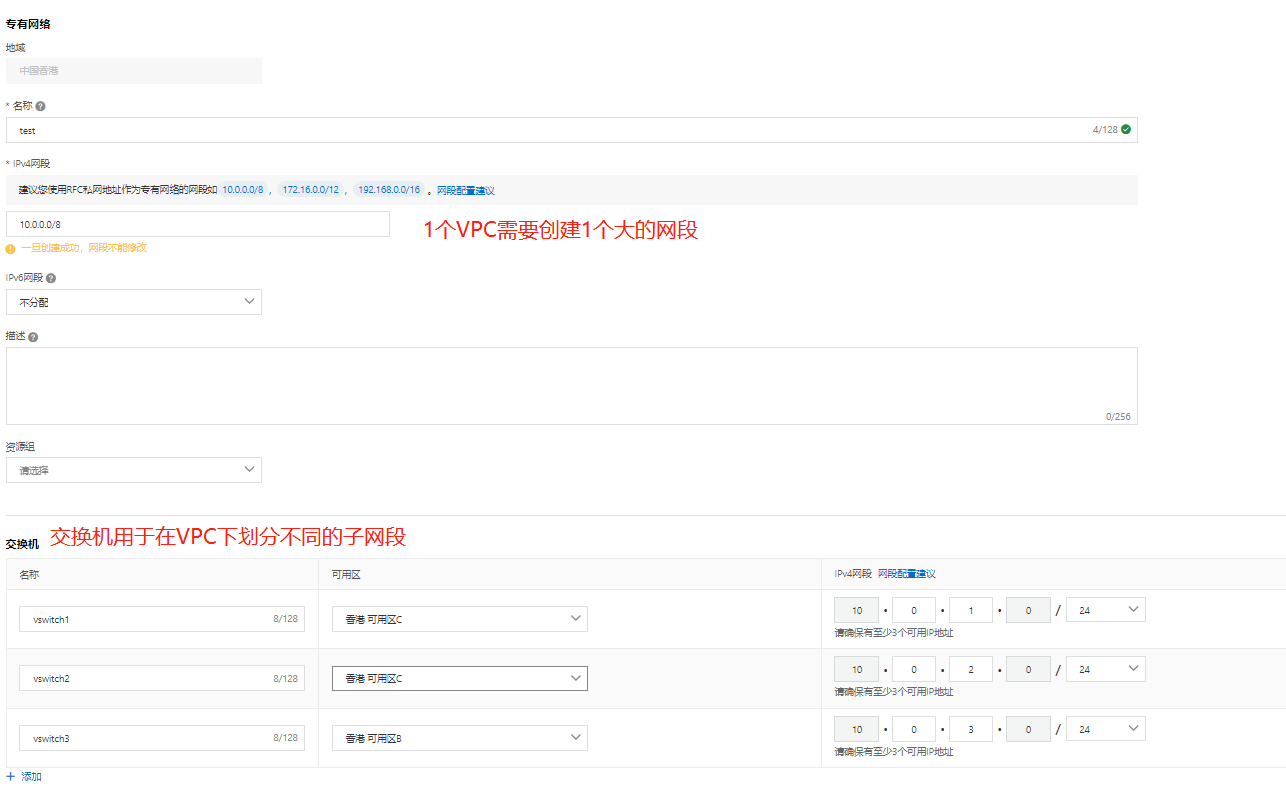 专有网络
地域
中国香港
* 名称 ?
test 4/128
* IPv4网段
建议您使用RFC私网地址作为专有网络的网段如 10.0.0.0/8 , 172.16.0.0/12 , 192.168.0.0/16 。网段配置建议
10.0.0.0/8
1个VPC需要创建1个大的网段
一旦创建成功，网段不能修改
IPv6网段 ?
不分配
描述 ?
0/256
资源组
请选择
交换机 交换机用于在VPC下划分不同的子网段
名称 可用区 IPv4网段 网段配置建议
vswitch1 8/128 香港 可用区C 10 • 0 • 1 • 0 / 24
请确保有至少3个可用IP地址
vswitch2 8/128 香港 可用区C 10 • 0 • 2 • 0 / 24
请确保有至少3个可用IP地址
vswitch3 8/128 香港 可用区B 10 • 0 • 3 • 0 / 24
请确保有至少3个可用IP地址
+ 添加